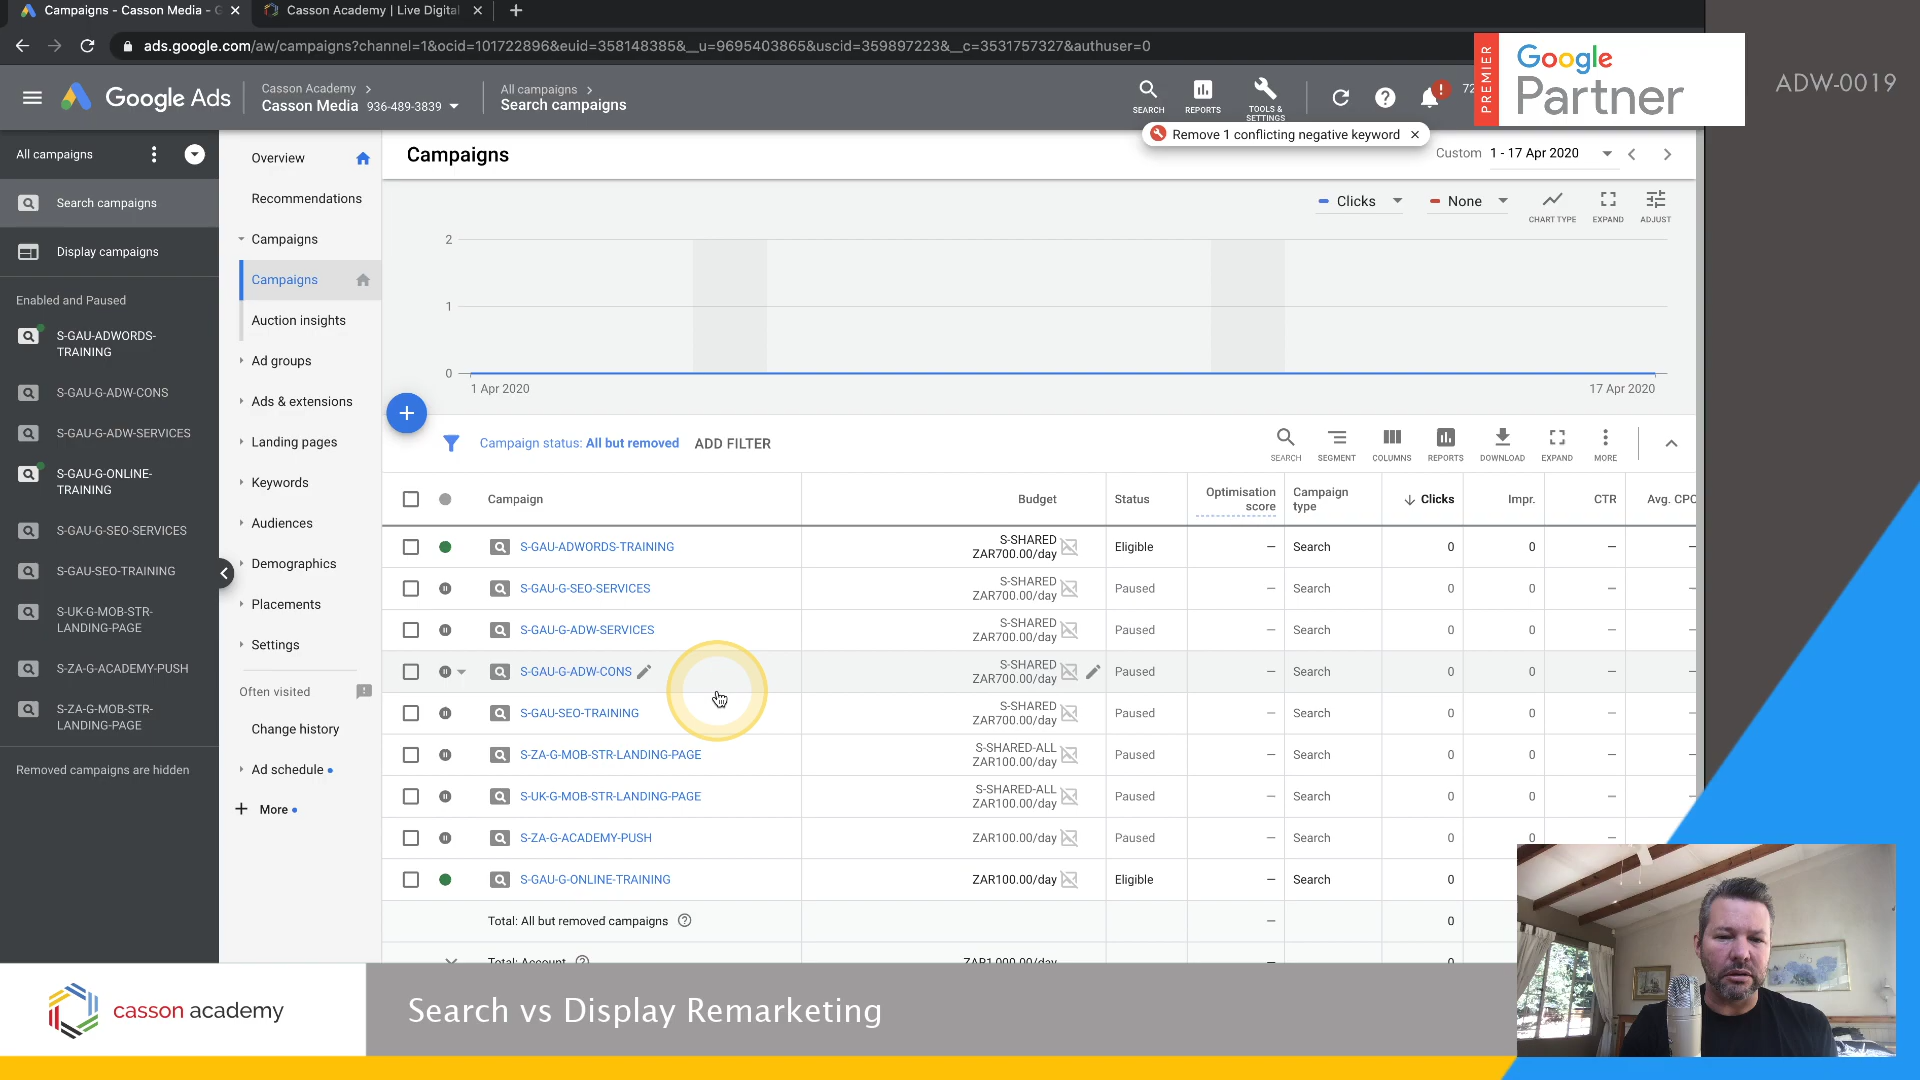 Campaigns - Casson Media - G
Casson Academy | Live Digital
ads.google.com/aw/campaigns?channel=1&ocid=101722896&euid=358148385&__u=9695403865&uscid=359897223&__c=3531757327&authuser=0
Google Ads
Casson Academy
Casson Media 936-489-3839
All campaigns
Search campaigns
SEARCH
REPORTS
TOOLS &
SETTINGS
?
!
72
PREMIER
Google
Partner
ADW-0019
Remove 1 conflicting negative keyword
All campaigns
Search campaigns
Display campaigns
Enabled and Paused
S-GAU-ADWORDS-
TRAINING
S-GAU-G-ADW-CONS
S-GAU-G-ADW-SERVICES
S-GAU-G-ONLINE-
TRAINING
S-GAU-G-SEO-SERVICES
S-GAU-SEO-TRAINING
S-UK-G-MOB-STR-
LANDING-PAGE
S-ZA-G-ACADEMY-PUSH
S-ZA-G-MOB-STR-
LANDING-PAGE
Removed campaigns are hidden
Overview
Recommendations
Campaigns
Campaigns
Auction insights
Ad groups
Ads & extensions
Landing pages
Keywords
Audiences
Demographics
Placements
Settings
Often visited
Change history
Ad schedule
More
Campaigns
Custom 1 - 17 Apr 2020
Clicks
None
CHART TYPE
EXPAND
ADJUST
2
1
0
1 Apr 2020
17 Apr 2020
Campaign status: All but removed
ADD FILTER
SEARCH
SEGMENT
COLUMNS
REPORTS
DOWNLOAD
EXPAND
MORE
Campaign Budget Status Optimisation score Campaign type Clicks Impr. CTR Avg. CPC
S-GAU-ADWORDS-TRAINING S-SHARED ZAR700.00/day Eligible – Search 0 0 – –
S-GAU-G-SEO-SERVICES S-SHARED ZAR700.00/day Paused – Search 0 0 – –
S-GAU-G-ADW-SERVICES S-SHARED ZAR700.00/day Paused – Search 0 0 – –
S-GAU-G-ADW-CONS S-SHARED ZAR700.00/day Paused – Search 0 0 – –
S-GAU-SEO-TRAINING S-SHARED ZAR700.00/day Paused – Search 0 0 – –
S-ZA-G-MOB-STR-LANDING-PAGE S-SHARED-ALL ZAR100.00/day Paused – Search 0 0 – –
S-UK-G-MOB-STR-LANDING-PAGE S-SHARED-ALL ZAR100.00/day Paused – Search 0 0 – –
S-ZA-G-ACADEMY-PUSH ZAR100.00/day Paused – Search 0 0 – –
S-GAU-G-ONLINE-TRAINING ZAR100.00/day Eligible – Search 0
Total: All but removed campaigns ? – 0
Total: Account ? ZAR1,000.00/day – 0
casson academy
Search vs Display Remarketing